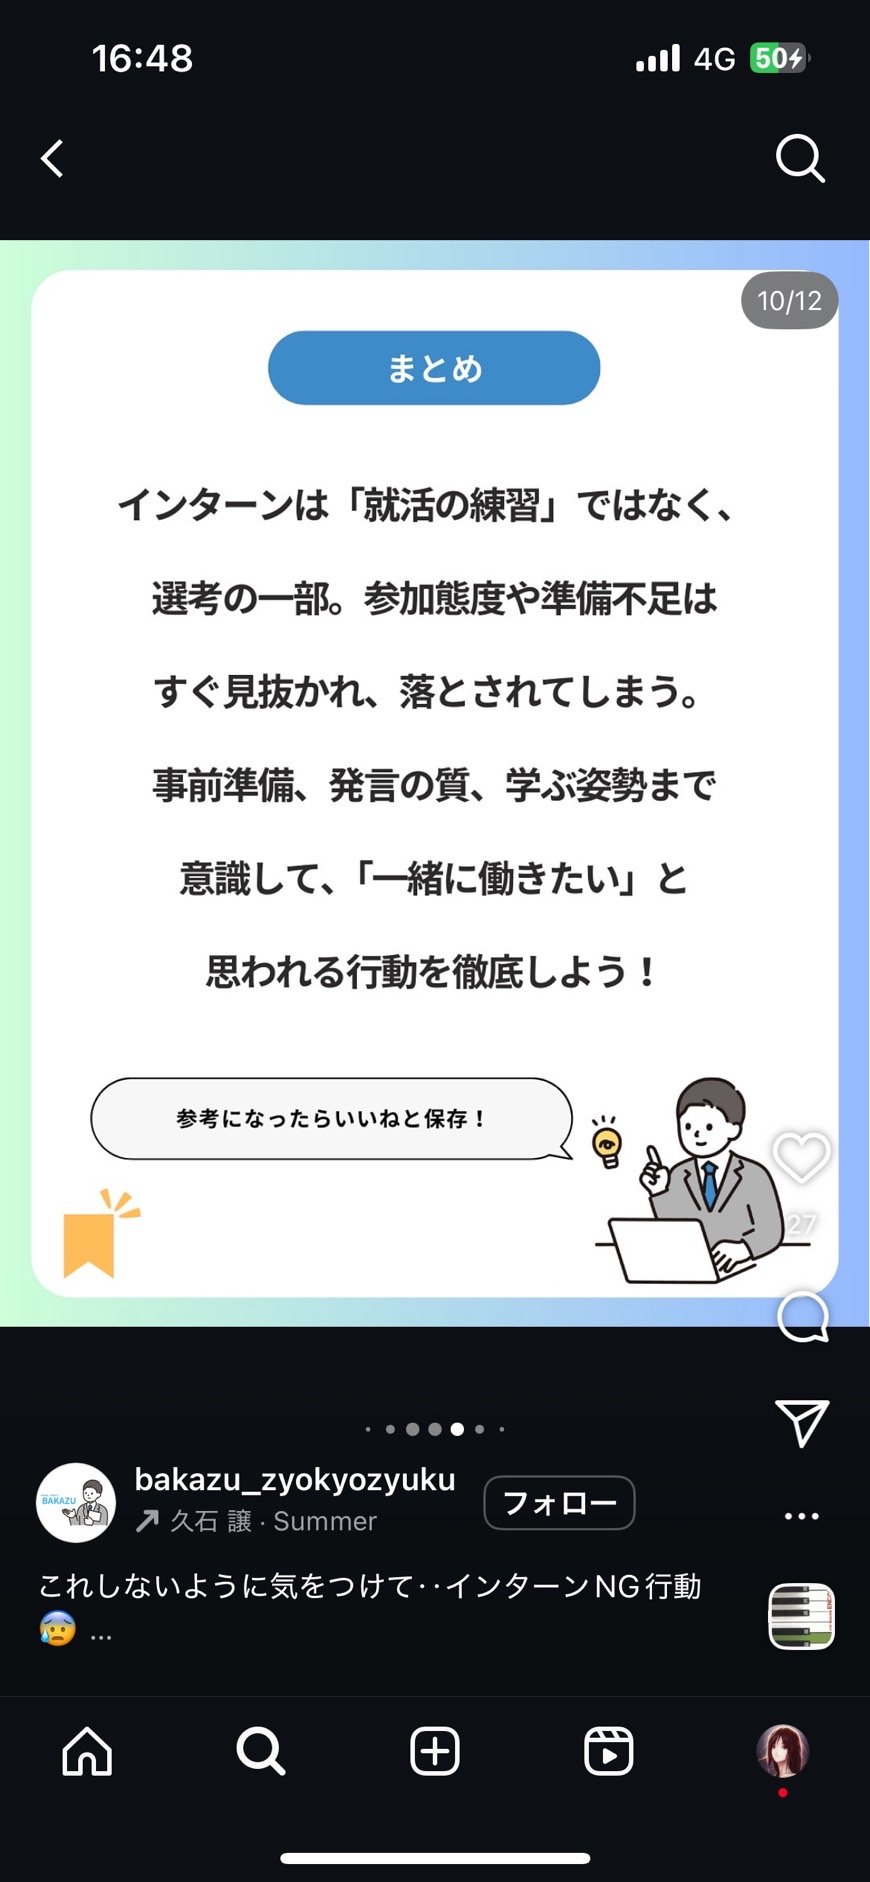 16:48
4G
50
10/12
まとめ
インターンは「就活の練習」ではなく、
選考の一部。参加態度や準備不足は
すぐ見抜かれ、落とされてしまう。
事前準備、発言の質、学ぶ姿勢まで
意識して、「一緒に働きたい」と
思われる行動を徹底しよう！
参考になったらいいねと保存！
27
BAKAZU
bakazu_zyokyozyuku
久石 譲 · Summer
フォロー
これしないように気をつけて‥インターンNG行動
😰 ...